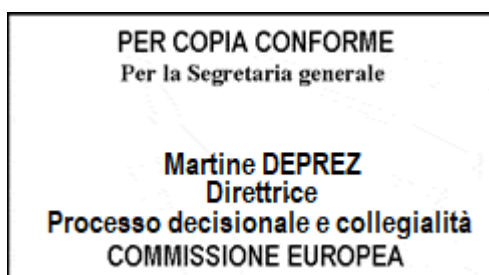 PER COPIA CONFORME
Per la Segretaria generale
Martine DEPREZ
Direttrice
Processo decisionale e collegialità
COMMISSIONE EUROPEA